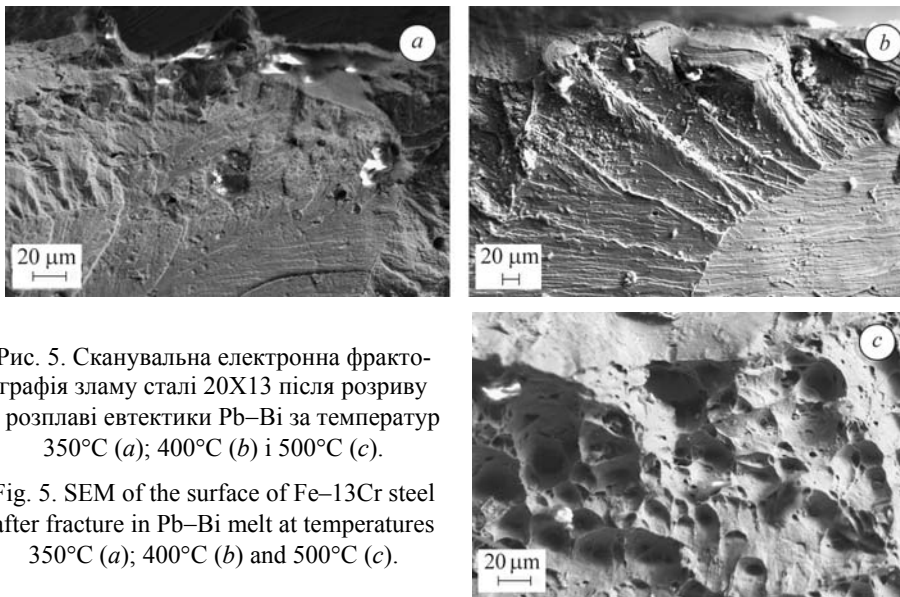 a
b
20 µm
20 µm
Рис. 5. Сканувальна електронна фракто-
графія зламу сталі 20Х13 після розриву
розплаві евтектики Pb–Bi за температур
350°C (a); 400°C (b) і 500°C (c).
Fig. 5. SEM of the surface of Fe–13Cr steel
after fracture in Pb–Bi melt at temperatures
350°C (a); 400°C (b) and 500°C (c).
c
20 µm